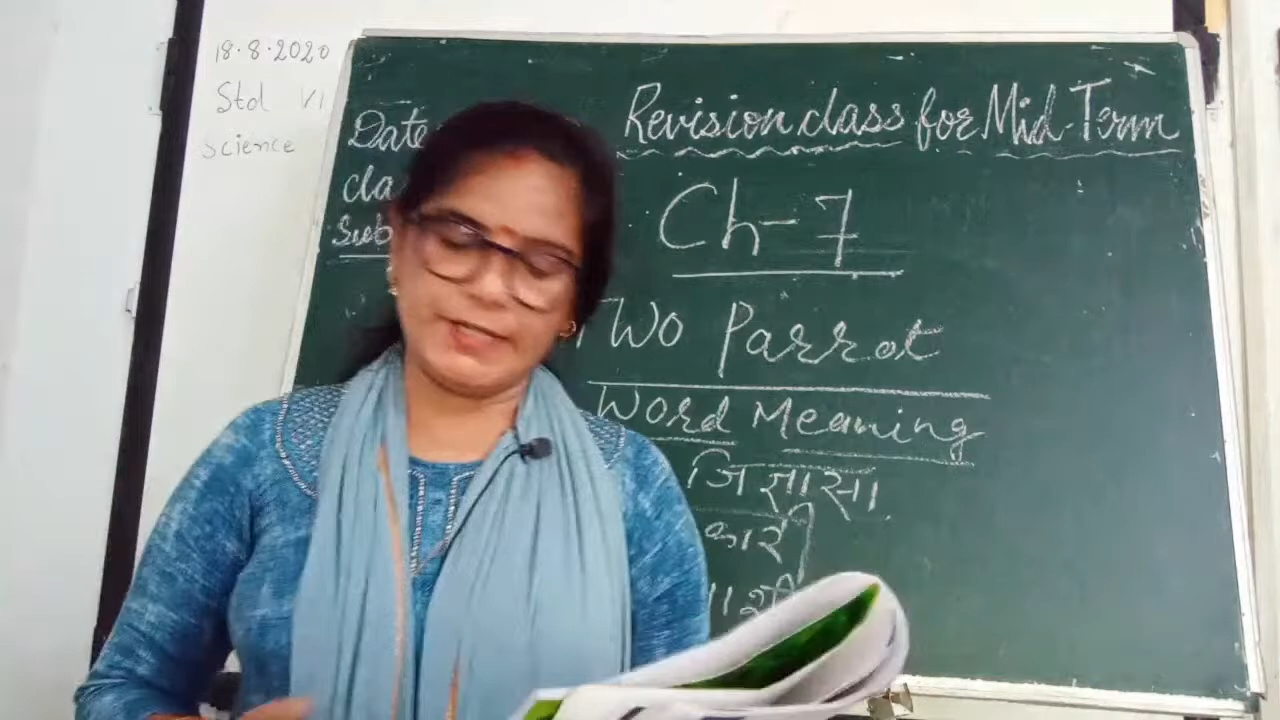 18.8.2020
Std VI
science
Date
Revision class for Mid-Term
cla
Sub
Ch-7
Two Parrot
Word Meaning
जिज्ञासा
कारी